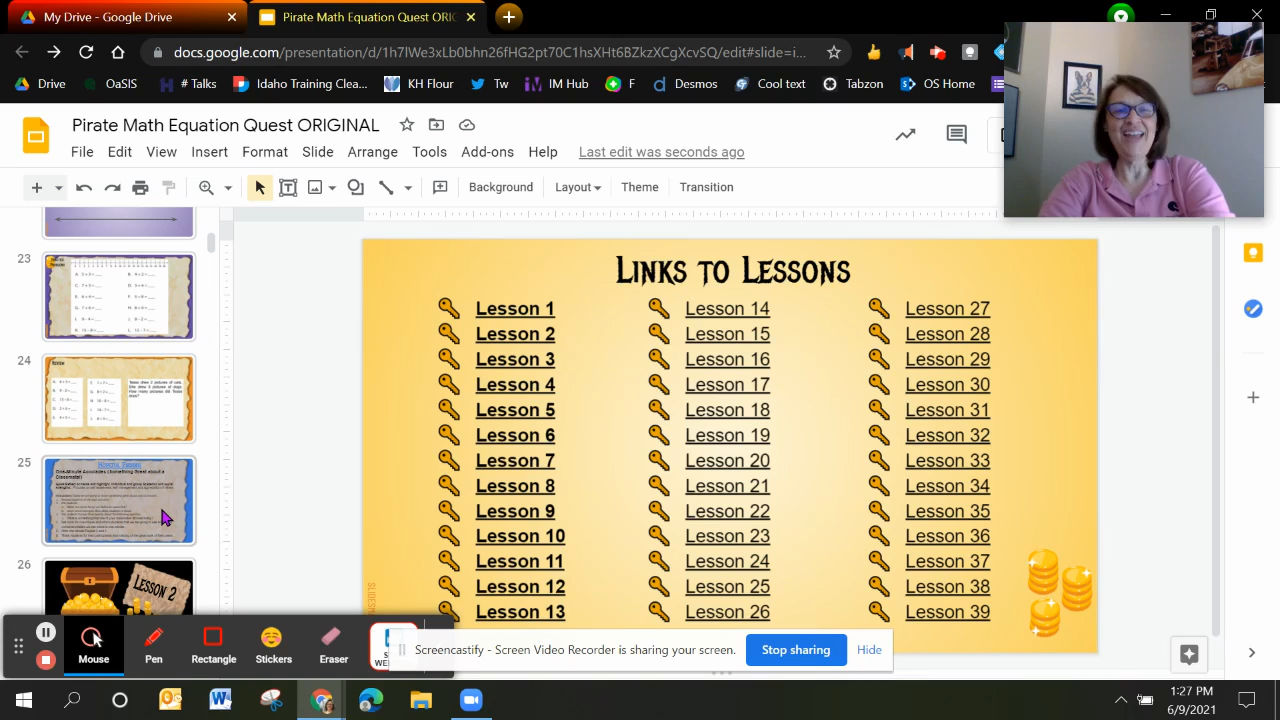 My Drive - Google Drive
Pirate Math Equation Quest ORIG
docs.google.com/presentation/d/1h7lWe3xLb0bhn26fHG2pt70C1hsXHt6BZkzXCgXcvSQ/edit#slide=i...
Drive OaSIS # Talks Idaho Training Clea... KH Flour Tw IM Hub F Desmos Cool text Tabzon OS Home
Pirate Math Equation Quest ORIGINAL
File Edit View Insert Format Slide Arrange Tools Add-ons Help Last edit was seconds ago
Background Layout Theme Transition
Links to Lessons
Lesson 1 Lesson 14 Lesson 27
Lesson 2 Lesson 15 Lesson 28
Lesson 3 Lesson 16 Lesson 29
Lesson 4 Lesson 17 Lesson 30
Lesson 5 Lesson 18 Lesson 31
Lesson 6 Lesson 19 Lesson 32
Lesson 7 Lesson 20 Lesson 33
Lesson 8 Lesson 21 Lesson 34
Lesson 9 Lesson 22 Lesson 35
Lesson 10 Lesson 23 Lesson 36
Lesson 11 Lesson 24 Lesson 37
Lesson 12 Lesson 25 Lesson 38
Lesson 13 Lesson 26 Lesson 39
23
24
Review
25
26
Lesson 2
Mouse Pen Rectangle Stickers Eraser
Screencastify - Screen Video Recorder is sharing your screen. Stop sharing Hide
1:27 PM
6/9/2021